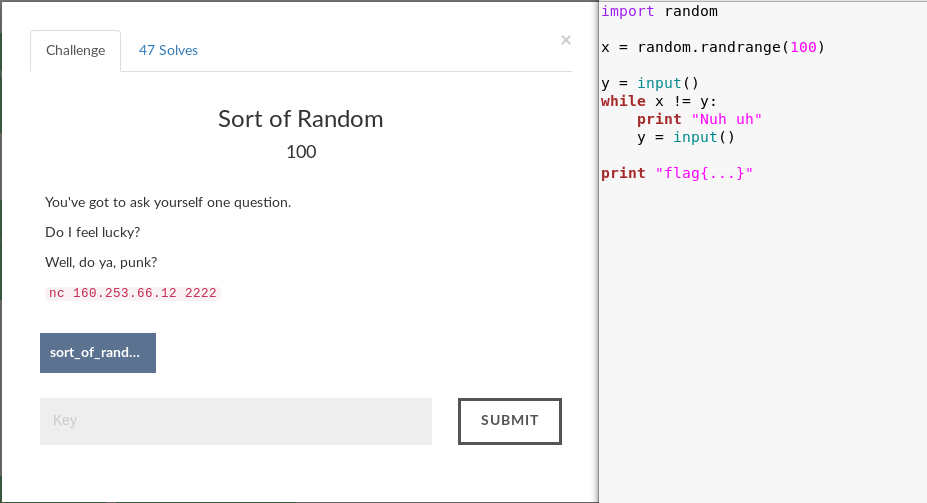 Challenge
47 Solves
×
Sort of Random
100
You've got to ask yourself one question.
Do I feel lucky?
Well, do ya, punk?
nc 160.253.66.12 2222
sort_of_rand...
Key
SUBMIT
import random
x = random.randrange(100)
y = input()
while x != y:
    print "Nuh uh"
    y = input()
print "flag{...}"